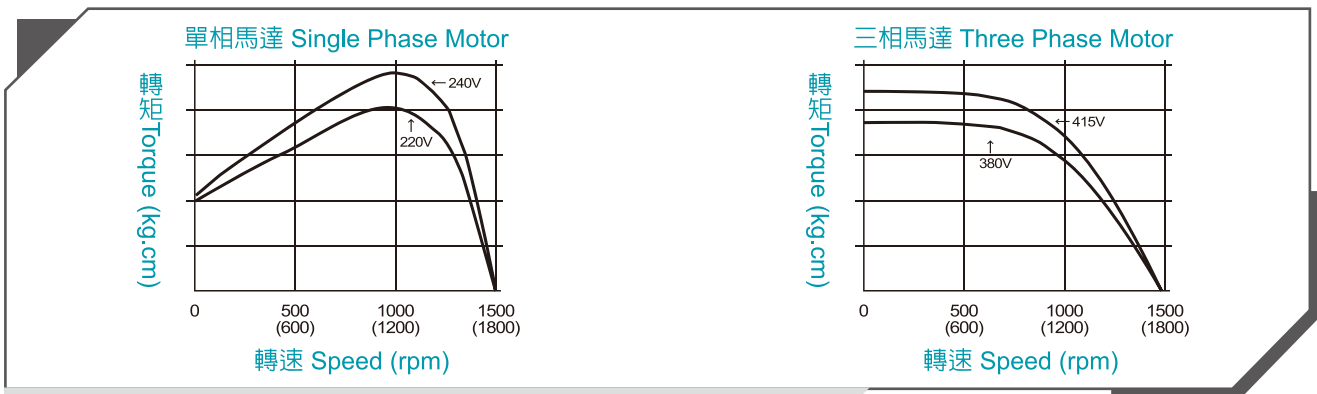 單相馬達 Single Phase Motor
轉矩Torque (kg.cm)
←240V
↑
220V
0 500 1000 1500
(600) (1200) (1800)
轉速 Speed (rpm)
三相馬達 Three Phase Motor
轉矩Torque (kg.cm)
←415V
↑
380V
0 500 1000 1500
(600) (1200) (1800)
轉速 Speed (rpm)